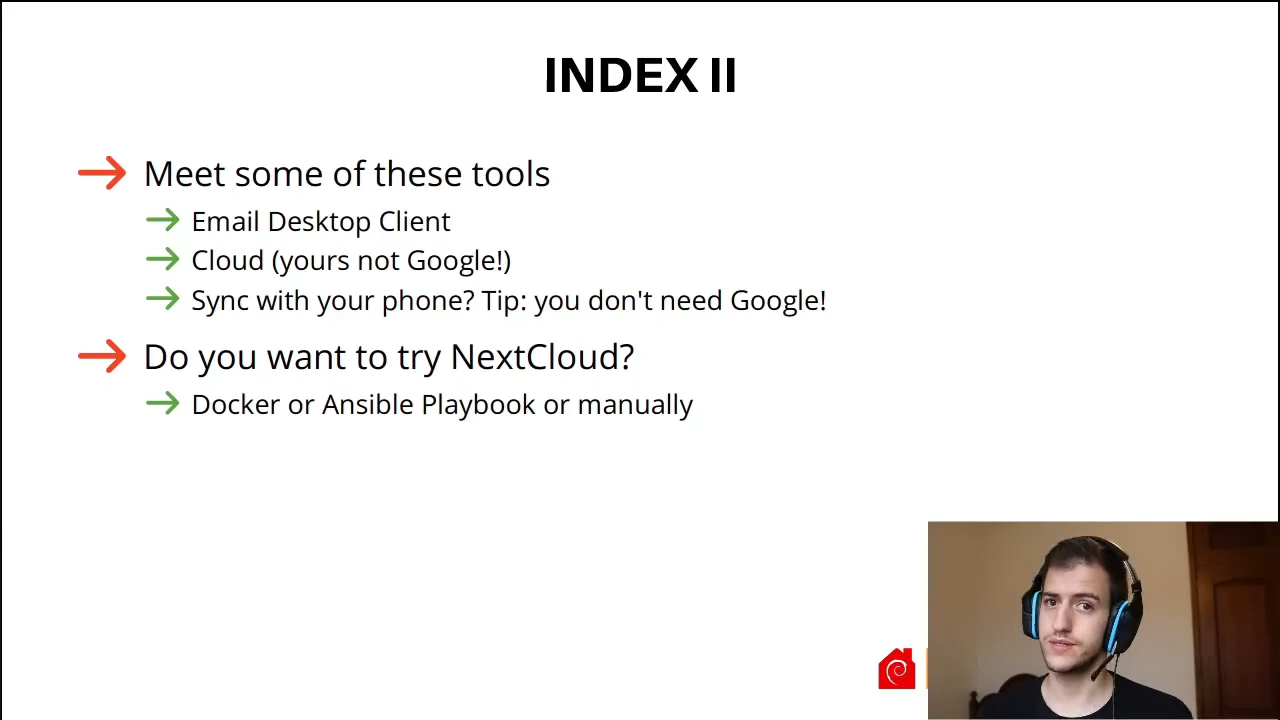 INDEX II
Meet some of these tools
Email Desktop Client
Cloud (yours not Google!)
Sync with your phone? Tip: you don't need Google!
Do you want to try NextCloud?
Docker or Ansible Playbook or manually